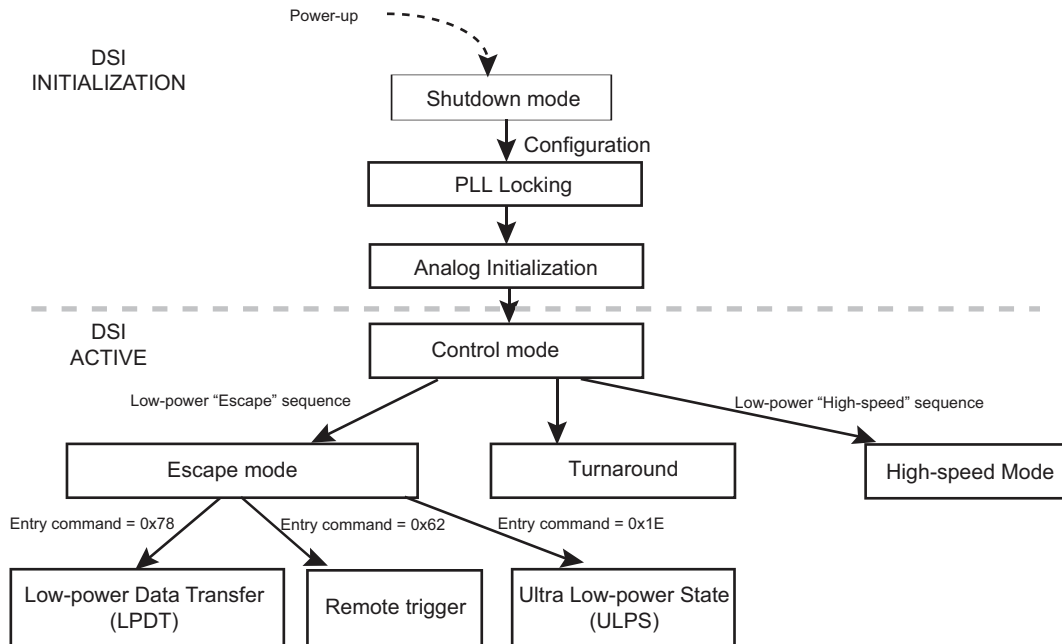 Power-up
DSI
INITIALIZATION
Shutdown mode
Configuration
PLL Locking
Analog Initialization
DSI
ACTIVE
Control mode
Low-power “Escape” sequence
Low-power “High-speed” sequence
Escape mode
Turnaround
High-speed Mode
Entry command = 0x78
Entry command = 0x62
Entry command = 0x1E
Low-power Data Transfer
(LPDT)
Remote trigger
Ultra Low-power State
(ULPS)